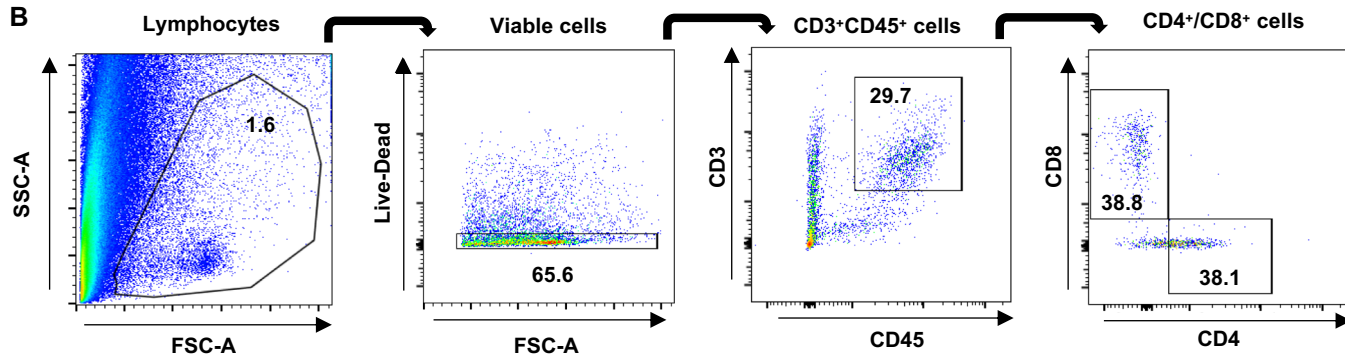 B
Lymphocytes
Viable cells
CD3⁺CD45⁺ cells
CD4⁺/CD8⁺ cells
SSC-A
1.6
FSC-A
Live-Dead
65.6
FSC-A
CD3
29.7
CD45
CD8
38.8
38.1
CD4